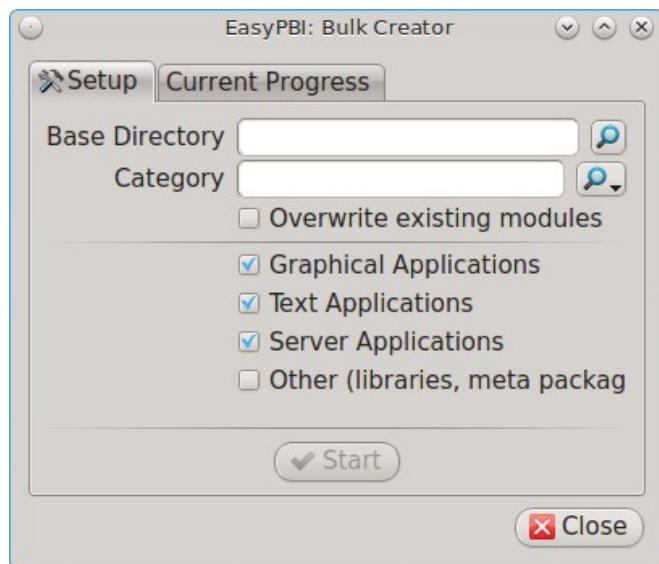 EasyPBI: Bulk Creator
Setup Current Progress
Base Directory
Category
Overwrite existing modules
Graphical Applications
Text Applications
Server Applications
Other (libraries, meta packag
Start
Close